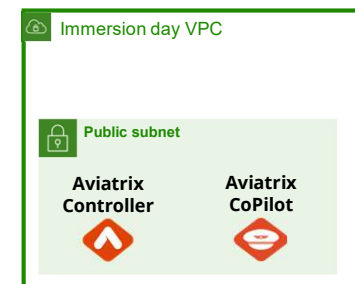 Immersion day VPC
Public subnet
Aviatrix Controller
Aviatrix CoPilot